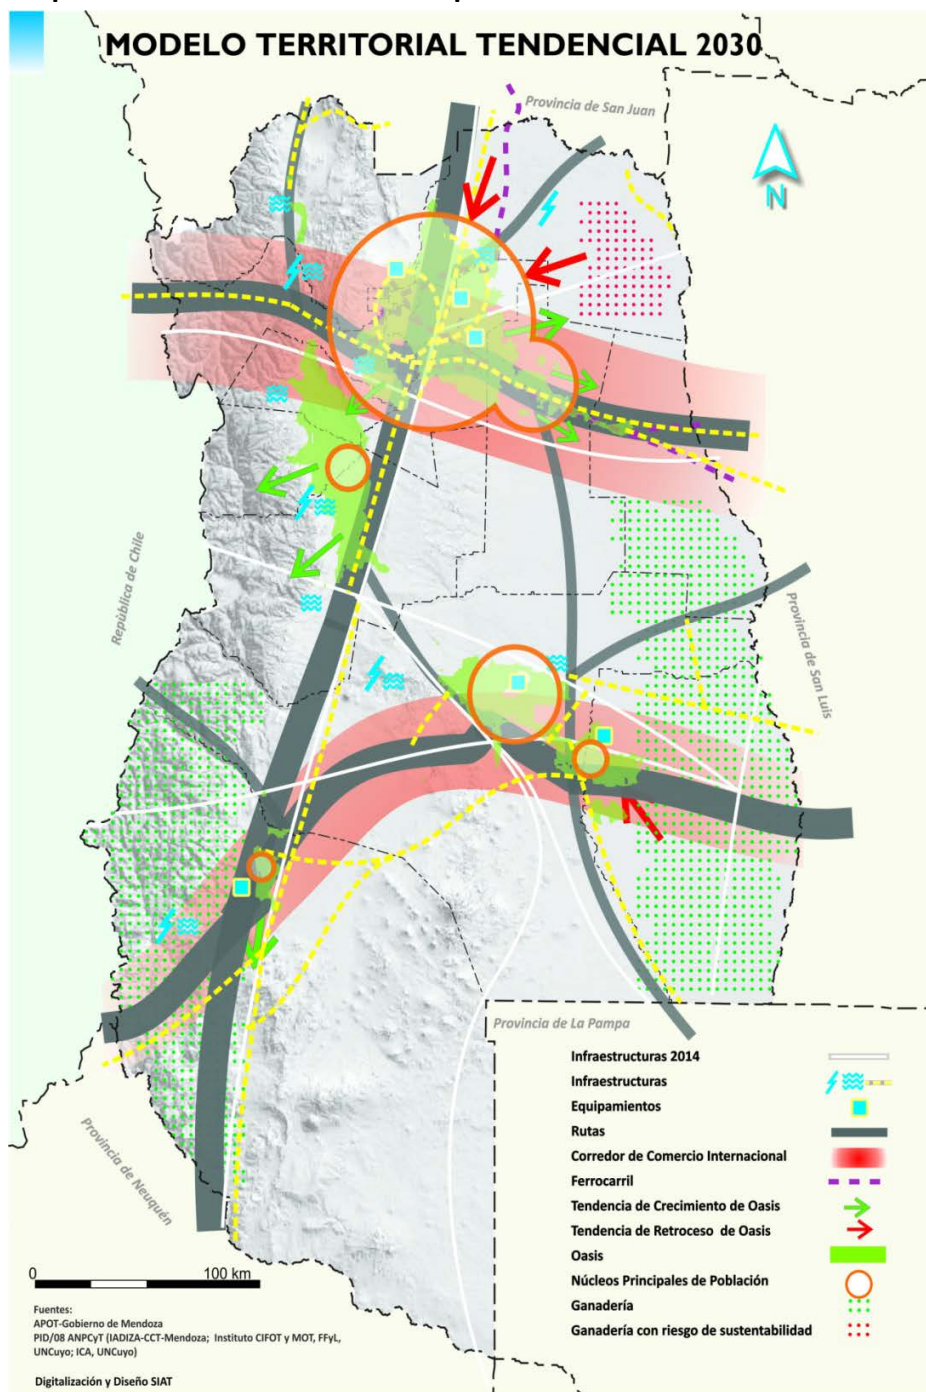 MODELO TERRITORIAL TENDENCIAL 2030
Provincia de San Juan
N
República de Chile
Provincia de San Luis
Provincia de La Pampa
Provincia de Neuquén
Infraestructuras 2014
Infraestructuras
Equipamientos
Rutas
Corredor de Comercio Internacional
Ferrocarril
Tendencia de Crecimiento de Oasis
Tendencia de Retroceso de Oasis
Oasis
Núcleos Principales de Población
Ganadería
Ganadería con riesgo de sustentabilidad
0 100 km
Fuentes:
APOT-Gobierno de Mendoza
PID/08 ANPCyT (IADIZA-CCT-Mendoza; Instituto CIFOT y MOT, FFyL,
UNCuyo; ICA, UNCuyo)
Digitalización y Diseño SIAT